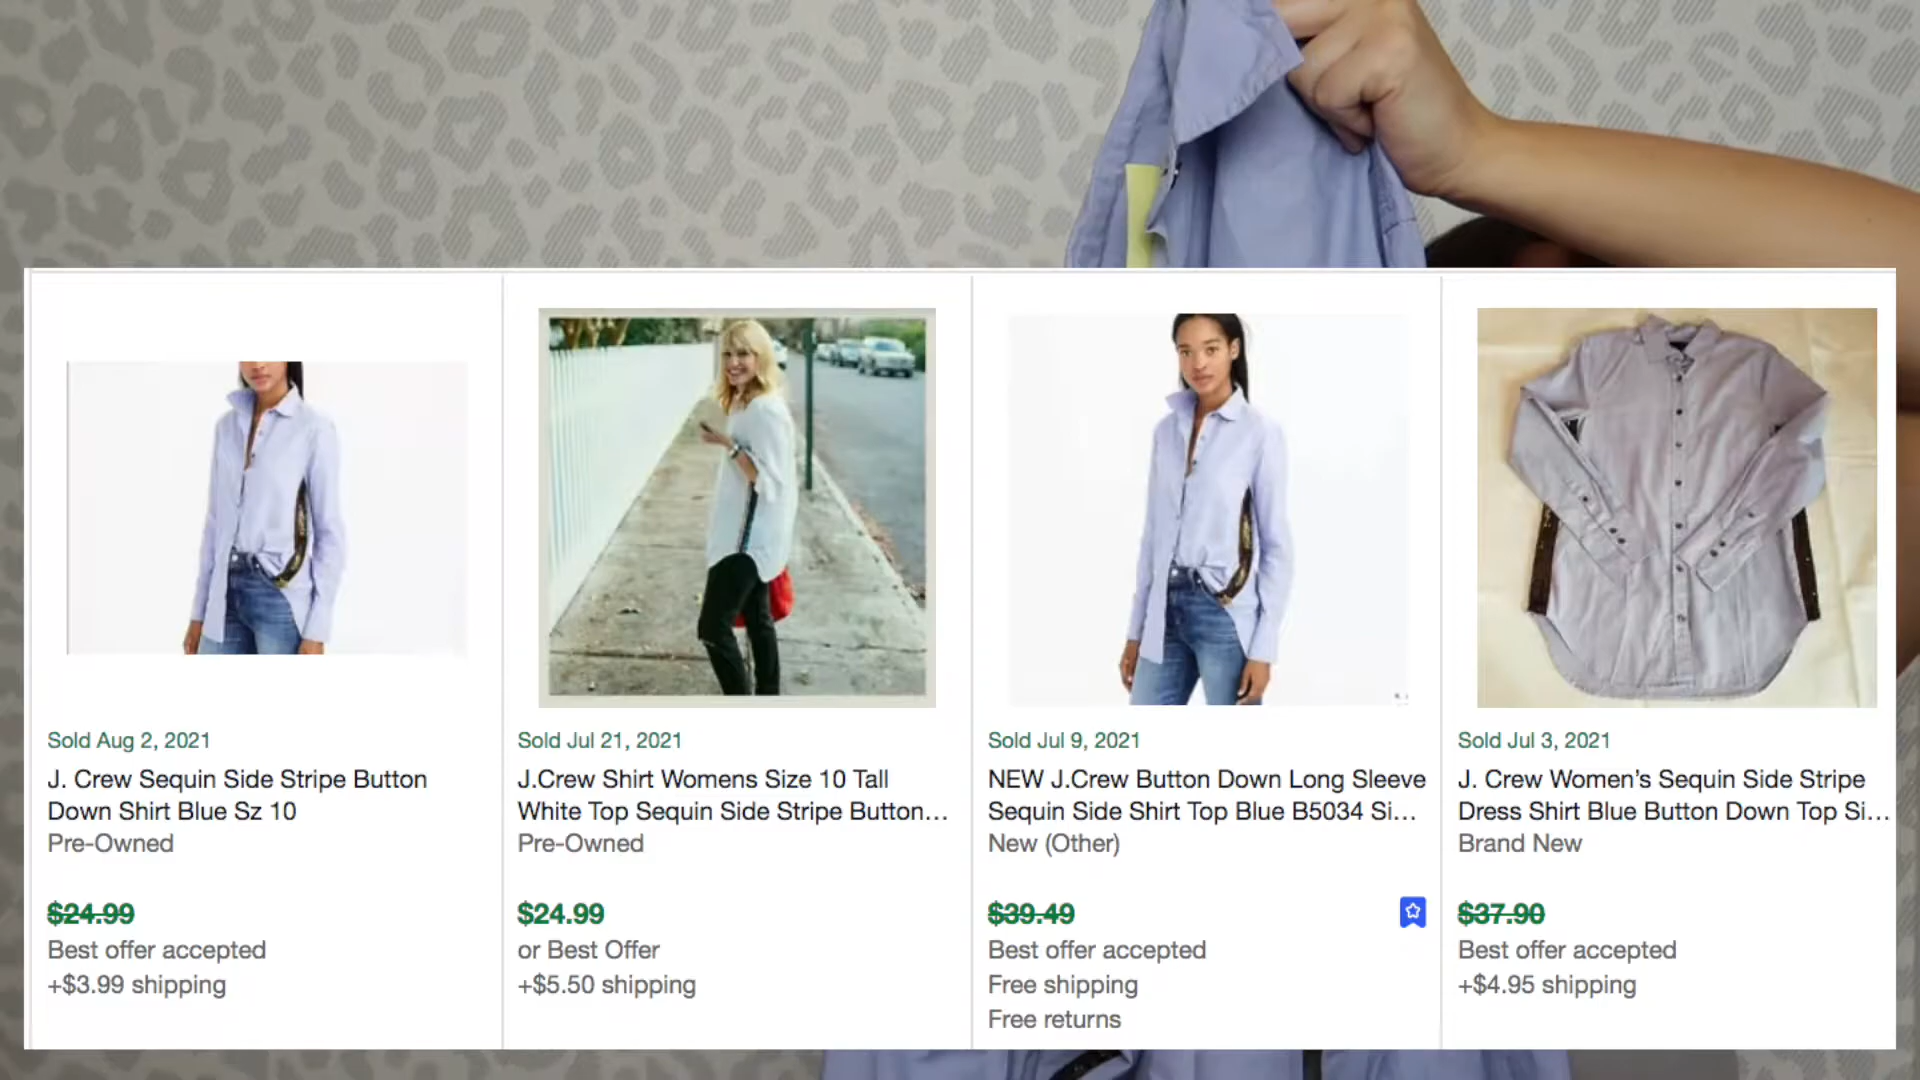 Sold Aug 2, 2021
J. Crew Sequin Side Stripe Button
Down Shirt Blue Sz 10
Pre-Owned
$24.99
Best offer accepted
+$3.99 shipping
Sold Jul 21, 2021
J.Crew Shirt Womens Size 10 Tall
White Top Sequin Side Stripe Button…
Pre-Owned
$24.99
or Best Offer
+$5.50 shipping
Sold Jul 9, 2021
NEW J.Crew Button Down Long Sleeve
Sequin Side Shirt Top Blue B5034 Si…
New (Other)
$39.49
Best offer accepted
Free shipping
Free returns
Sold Jul 3, 2021
J. Crew Women’s Sequin Side Stripe
Dress Shirt Blue Button Down Top Si…
Brand New
$37.90
Best offer accepted
+$4.95 shipping